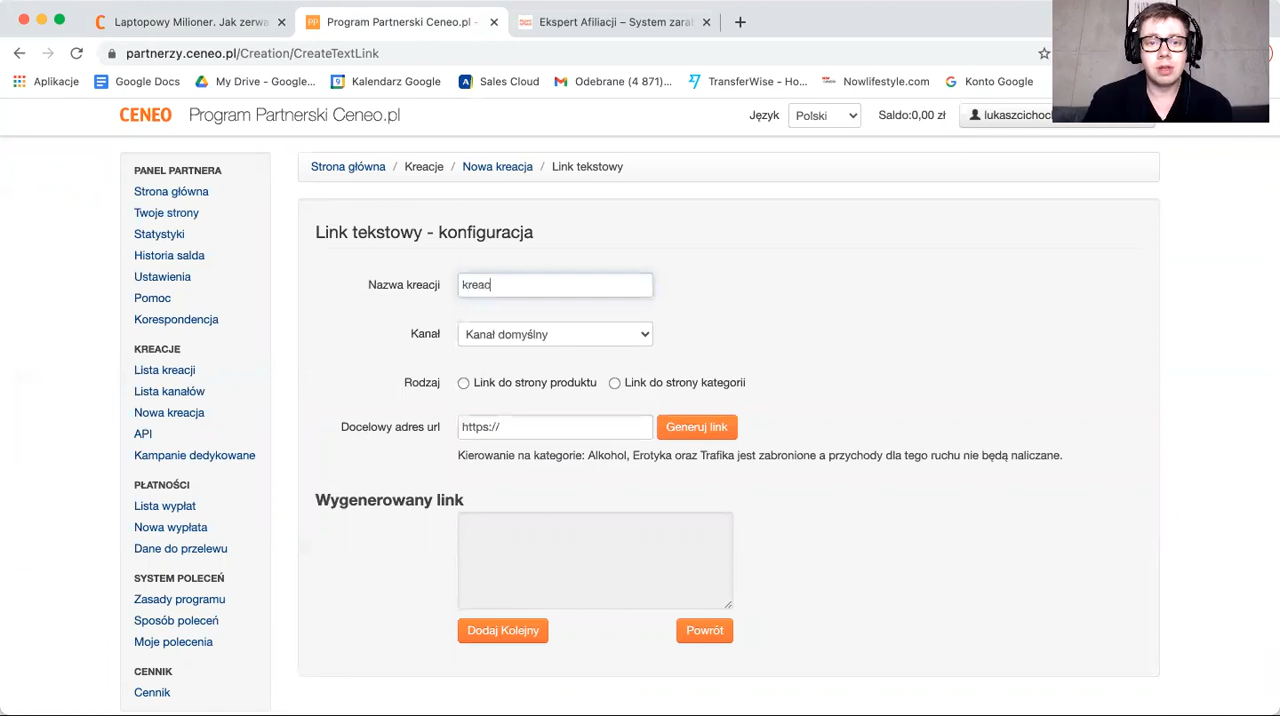 Laptopowy Milioner. Jak zerwa
Program Partnerski Ceneo.pl -
Ekspert Afiliacji – System zaral
partnerzy.ceneo.pl/Creation/CreateTextLink
Aplikacje
Google Docs
My Drive - Google...
Kalendarz Google
Sales Cloud
Odebrane (4 871)...
TransferWise - Ho...
Nowlifestyle.com
Konto Google
CENEO Program Partnerski Ceneo.pl
Język
Polski
Saldo:0,00 zł
lukaszcichoc
PANEL PARTNERA
Strona główna
Twoje strony
Statystyki
Historia salda
Ustawienia
Pomoc
Korespondencja
KREACJE
Lista kreacji
Lista kanałów
Nowa kreacja
API
Kampanie dedykowane
PŁATNOŚCI
Lista wypłat
Nowa wypłata
Dane do przelewu
SYSTEM POLECEŃ
Zasady programu
Sposób poleceń
Moje polecenia
CENNIK
Cennik
Strona główna / Kreacje / Nowa kreacja / Link tekstowy
Link tekstowy - konfiguracja
Nazwa kreacji
kreac
Kanał
Kanał domyślny
Rodzaj
Link do strony produktu
Link do strony kategorii
Docelowy adres url
https://
Generuj link
Kierowanie na kategorie: Alkohol, Erotyka oraz Trafika jest zabronione a przychody dla tego ruchu nie będą naliczane.
Wygenerowany link
Dodaj Kolejny
Powrót